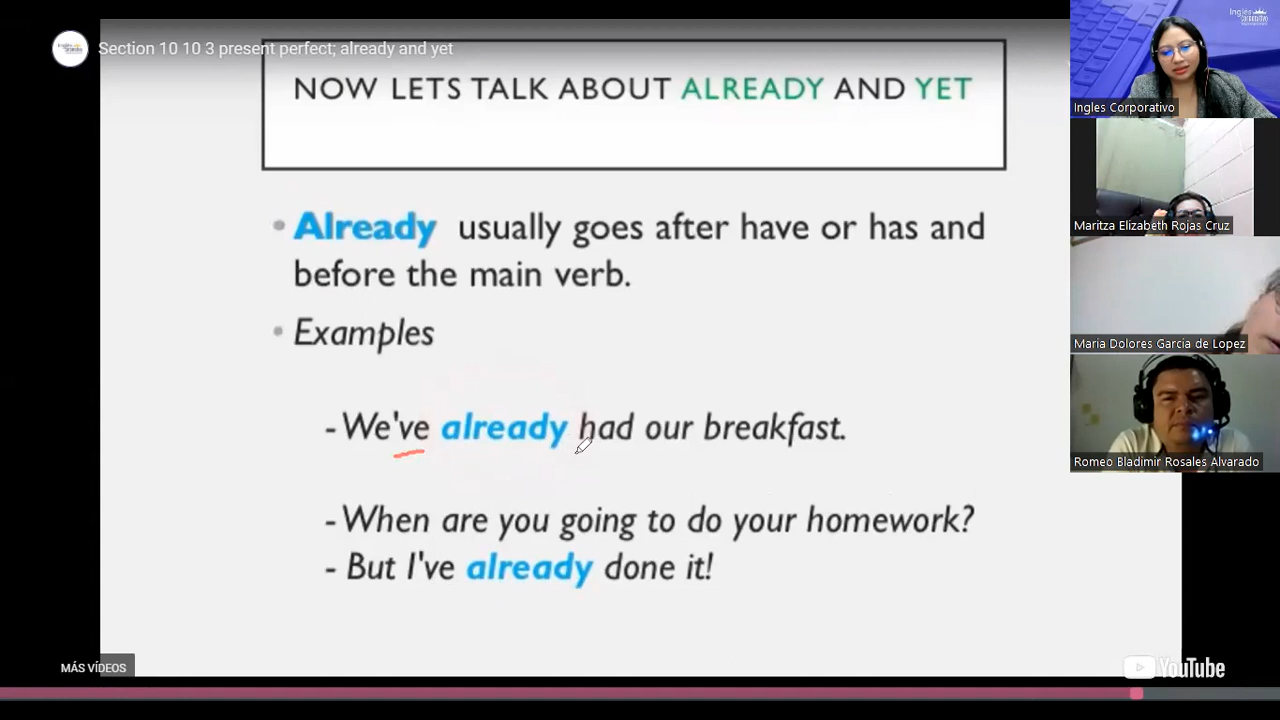 Section 10 10 3 present perfect; already and yet
NOW LETS TALK ABOUT ALREADY AND YET
• Already usually goes after have or has and
before the main verb.
• Examples
- We've already had our breakfast.
- When are you going to do your homework?
- But I've already done it!
MÁS VÍDEOS
YouTube
Ingles Corporativo
Maritza Elizabeth Rojas Cruz
Maria Dolores García de Lopez
Romeo Bladimir Rosales Alvarado